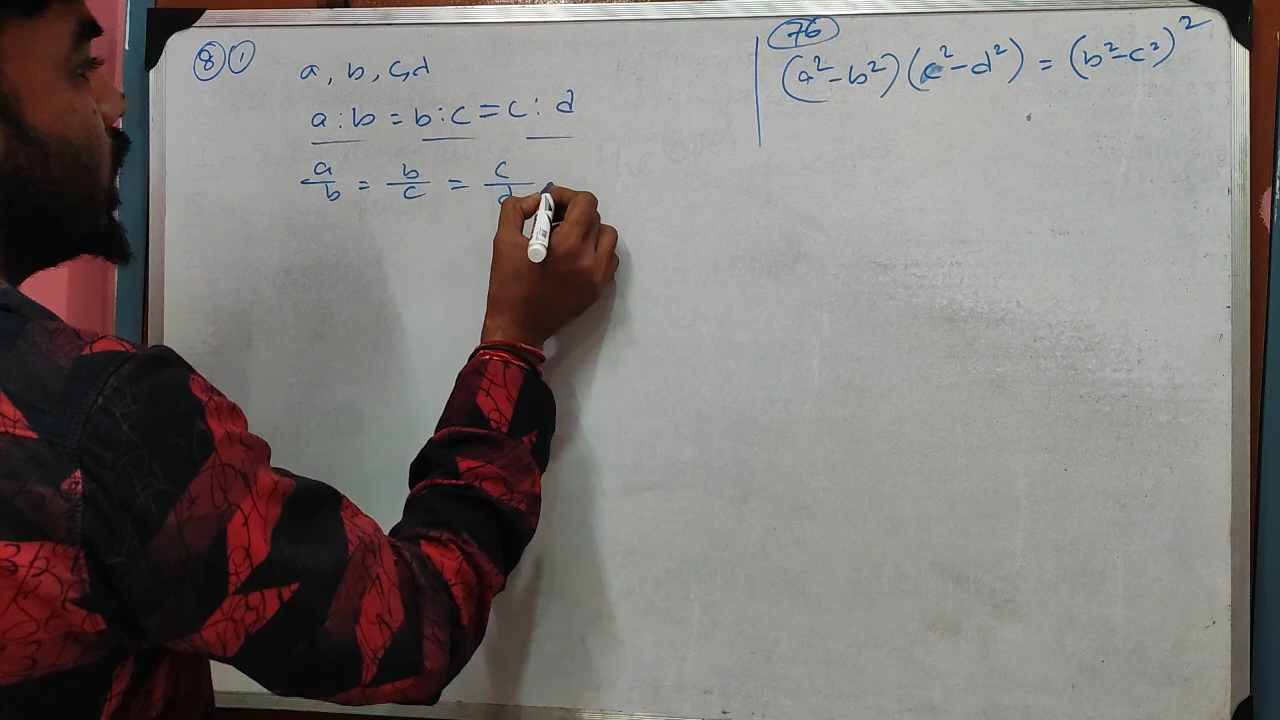 ⑧ ①
a, b, c, d
a : b = b : c = c : d
a/b = b/c = c/d
76
(a²-b²)(c²-d²) = (b²-c²)²